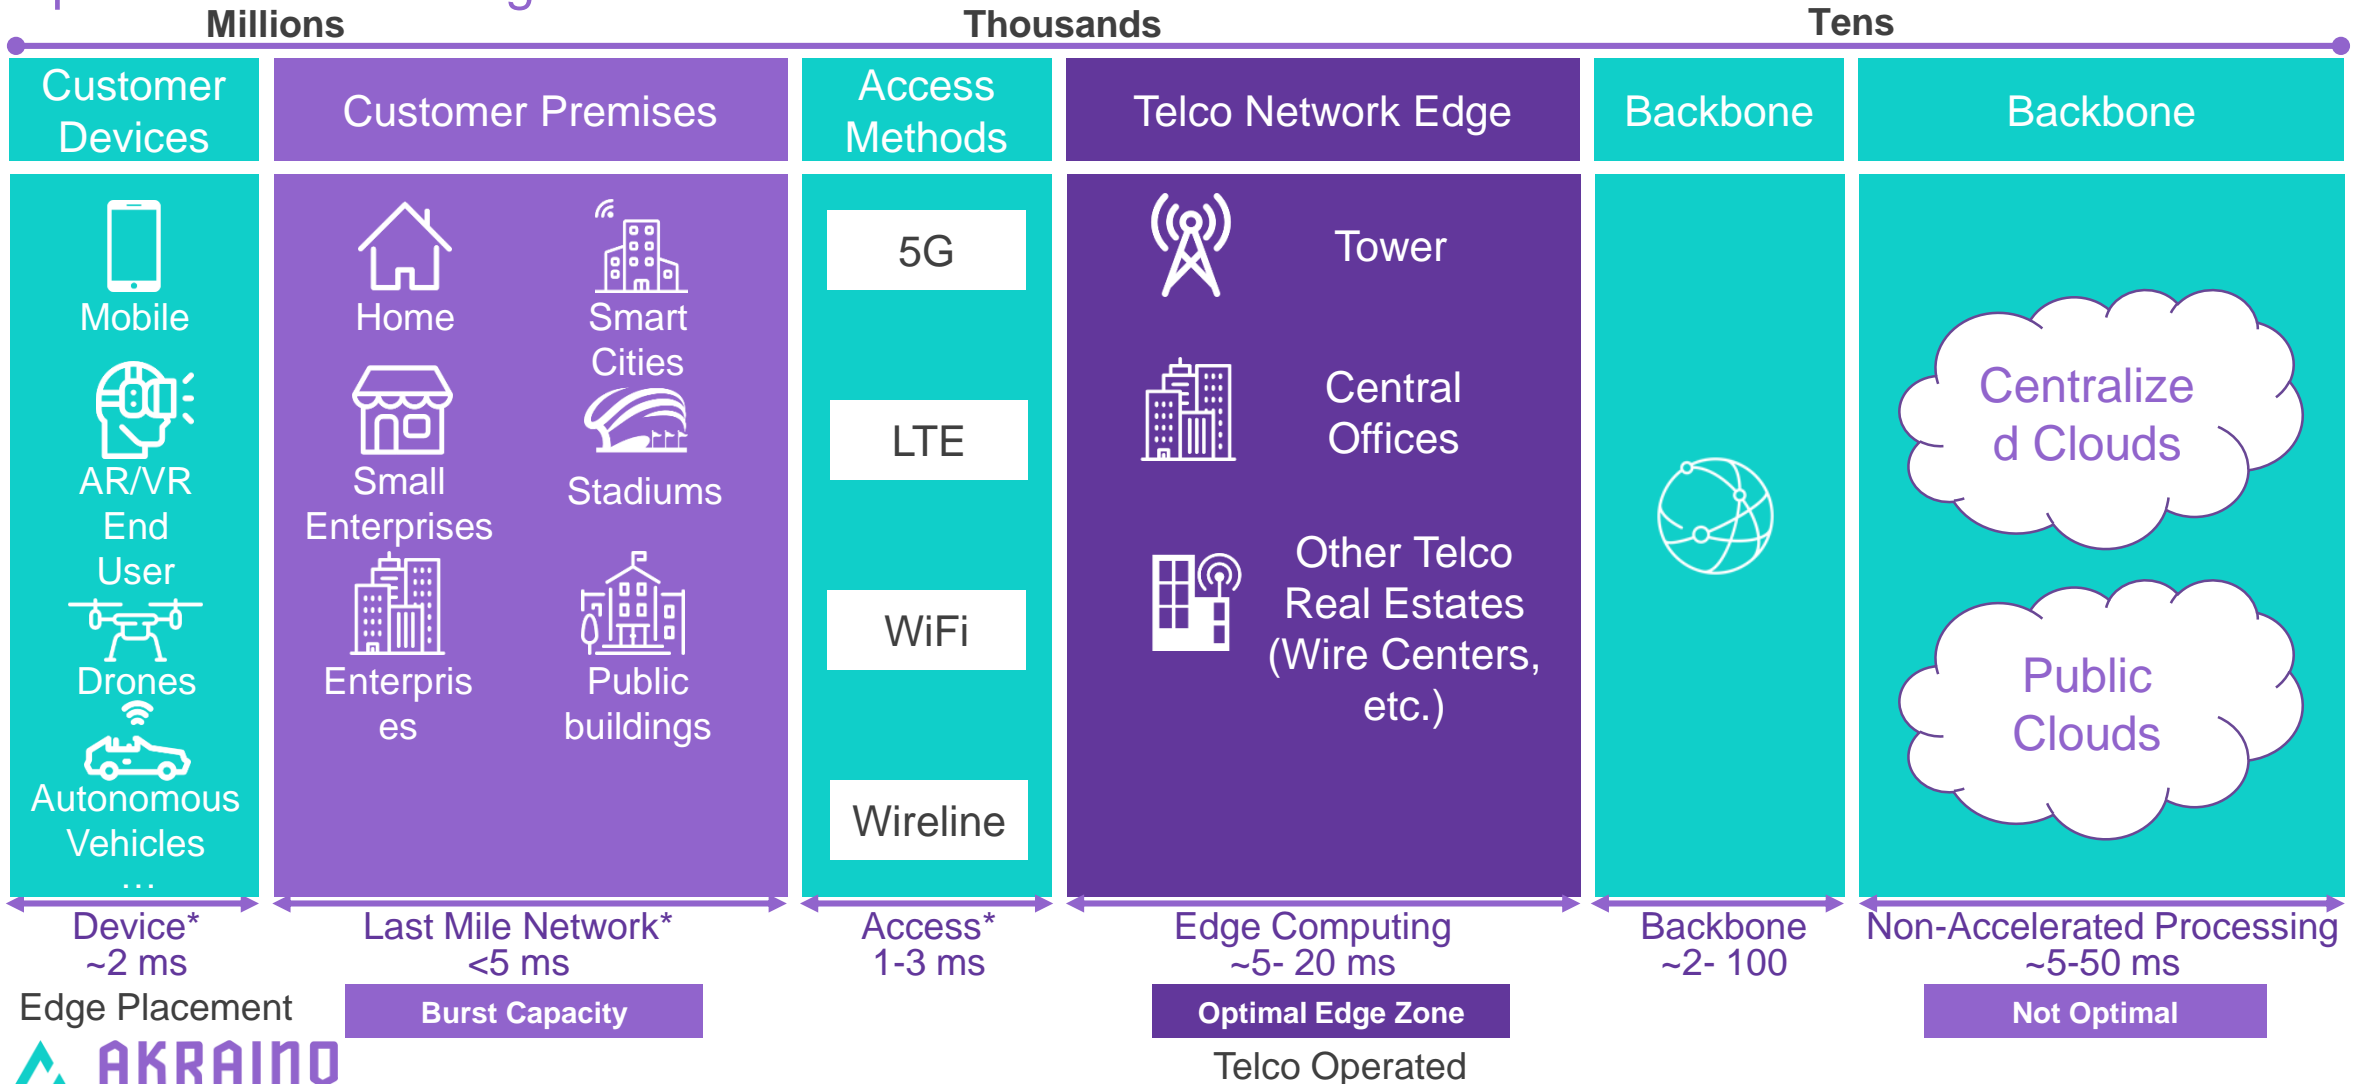 Millions
Thousands
Tens
Customer
Devices
Customer Premises
Access
Methods
Telco Network Edge
Backbone
Backbone
Mobile
AR/VR
End
User
Drones
Autonomous
Vehicles
...
Home
Smart
Cities
Small
Enterprises
Stadiums
Enterpris
es
Public
buildings
5G
LTE
WiFi
Wireline
Tower
Central
Offices
Other Telco
Real Estates
(Wire Centers,
etc.)
Centralize
d Clouds
Public
Clouds
Device*
~2 ms
Last Mile Network*
<5 ms
Access*
1-3 ms
Edge Computing
~5- 20 ms
Backbone
~2- 100
Non-Accelerated Processing
~5-50 ms
Edge Placement
Burst Capacity
Optimal Edge Zone
Not Optimal
Telco Operated
AKRAINO